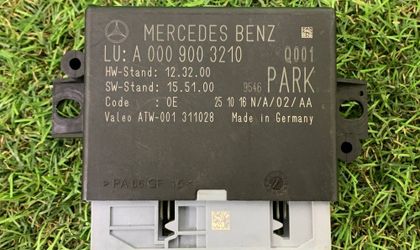 MERCEDES BENZ
LU: A 000 900 3210 Q001
HW-Stand: 12.32.00
SW-Stand: 15.51.00 9546 PARK
Code : 0E 25 10 16 N/A/02/AA
Valeo ATW-001 311028 Made in Germany